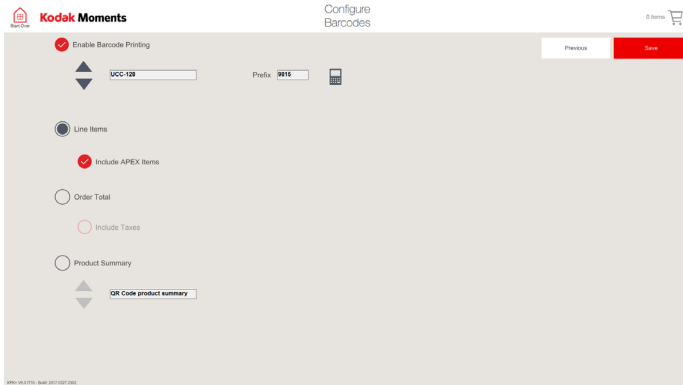 Start Over
Kodak Moments
Configure
Barcodes
0 Items
Enable Barcode Printing
Previous
Save
UCC-128
Prefix
9815
Line Items
Include APEX Items
Order Total
Include Taxes
Product Summary
QR Code product summary